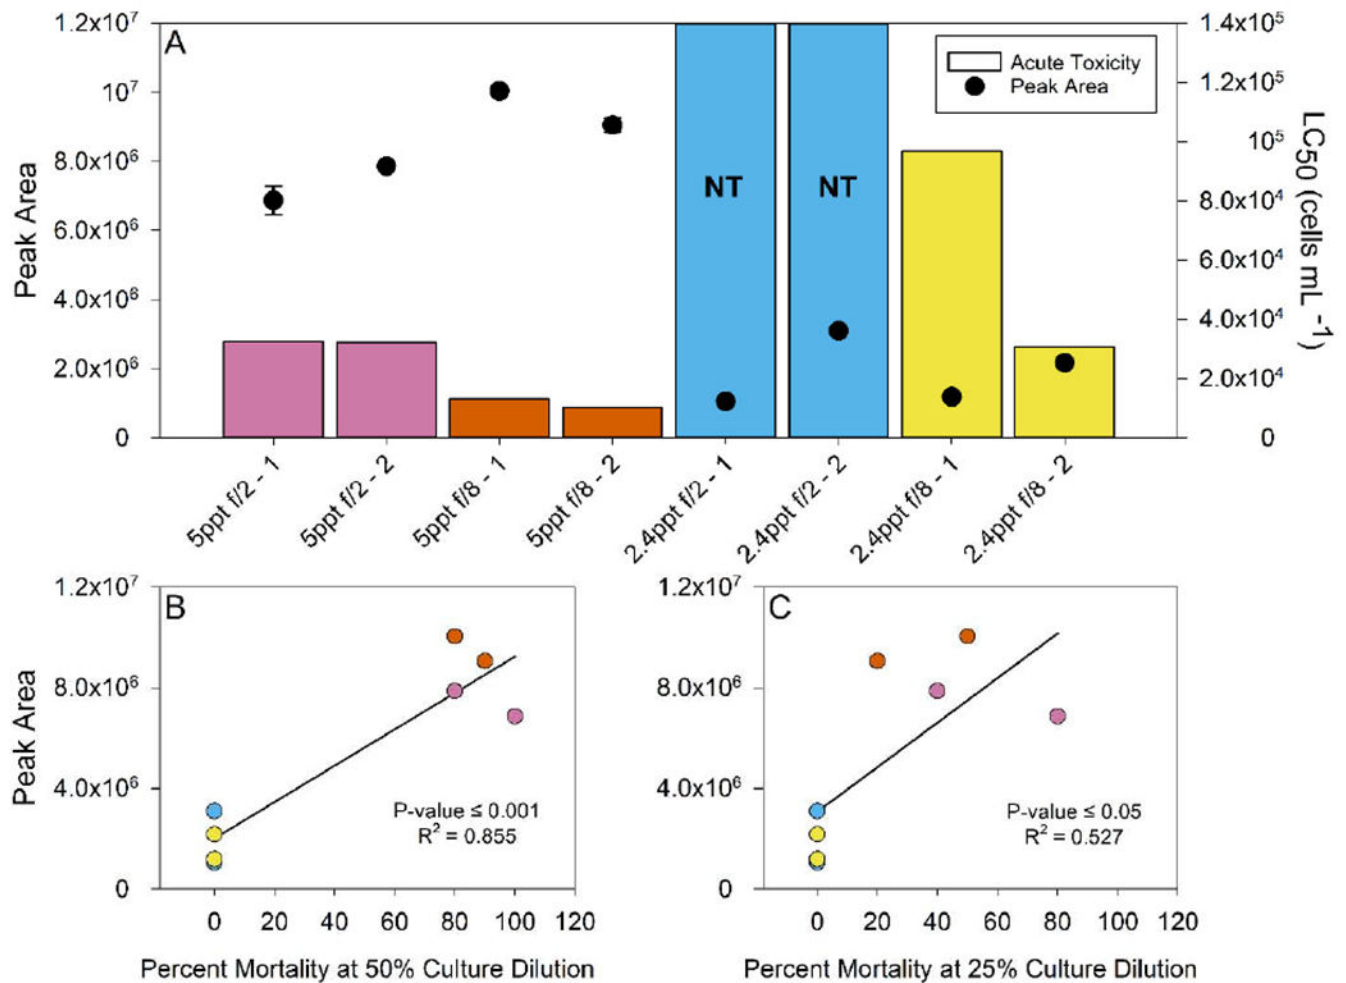 A
1.2x10⁷
10⁷
8.0x10⁶
6.0x10⁶
4.0x10⁶
2.0x10⁶
0
Peak Area
Acute Toxicity
Peak Area
NT
NT
1.4x10⁵
1.2x10⁵
10⁵
8.0x10⁴
6.0x10⁴
4.0x10⁴
2.0x10⁴
0
LC₅₀ (cells mL⁻¹)
5ppt f/2 - 1
5ppt f/2 - 2
5ppt f/8 - 1
5ppt f/8 - 2
2.4ppt f/2 - 1
2.4ppt f/2 - 2
2.4ppt f/8 - 1
2.4ppt f/8 - 2
B
1.2x10⁷
8.0x10⁶
4.0x10⁶
0
Peak Area
P-value ≤ 0.001
R² = 0.855
0 20 40 60 80 100 120
Percent Mortality at 50% Culture Dilution
C
1.2x10⁷
8.0x10⁶
4.0x10⁶
0
P-value ≤ 0.05
R² = 0.527
0 20 40 60 80 100 120
Percent Mortality at 25% Culture Dilution